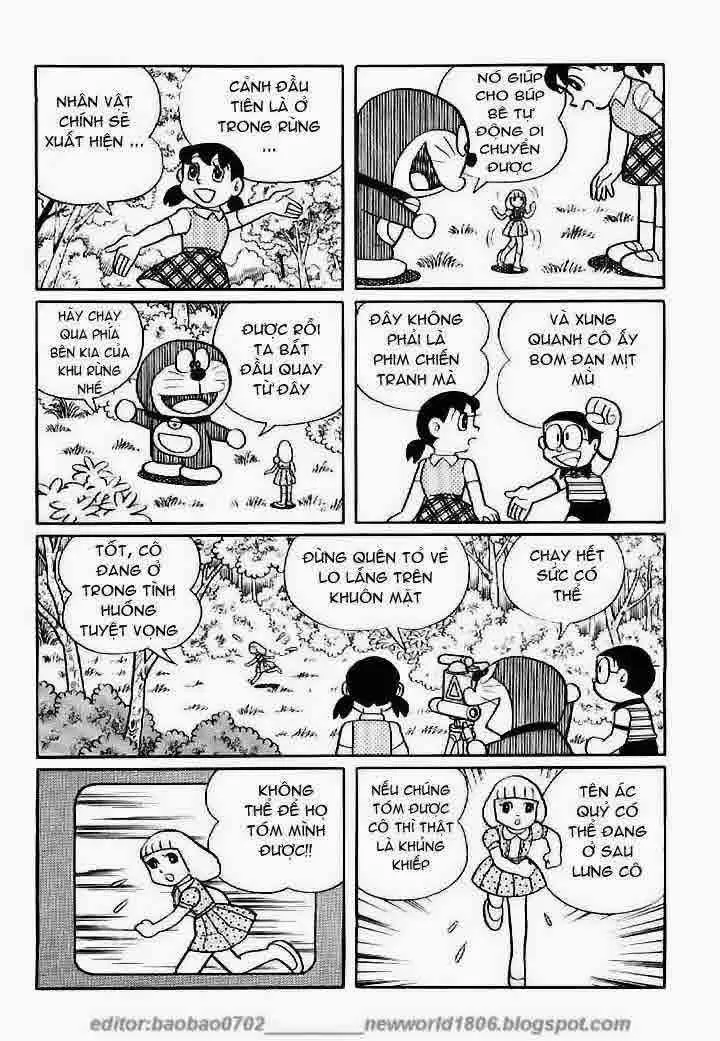 NÓ GIÚP
CHO BÚP
BÊ TỰ
ĐỘNG DI
CHUYỂN
ĐƯỢC
CẢNH ĐẦU
TIÊN LÀ Ở
TRONG RỪNG
...
NHÂN VẬT
CHÍNH SẼ
XUẤT HIỆN ...
VÀ XUNG
QUANH CÔ ẤY
BOM ĐẠN MỊT
MÙ
ĐÂY KHÔNG
PHẢI LÀ
PHIM CHIẾN
TRANH MÀ
ĐƯỢC RỒI
TA BẮT
ĐẦU QUAY
TỪ ĐÂY
HÃY CHẠY
QUA PHÍA
BÊN KIA CỦA
KHU RỪNG
NHÉ
CHẠY HẾT
SỨC CÓ
THỂ
ĐỪNG QUÊN TỎ VẺ
LO LẮNG TRÊN
KHUÔN MẶT
TỐT, CÔ
ĐANG Ở
TRONG TÌNH
HUỐNG
TUYỆT VỌNG
TÊN ÁC
QUÝ CÓ
THỂ ĐANG
Ở SAU
LƯNG CÔ
NẾU CHÚNG
TÓM ĐƯỢC
CÔ THÌ THẬT
LÀ KHỦNG
KHIẾP
KHÔNG
THỂ ĐỂ HỌ
TÓM MÌNH
ĐƯỢC!!
editor:baobao0702__________newworld1806.blogspot.com